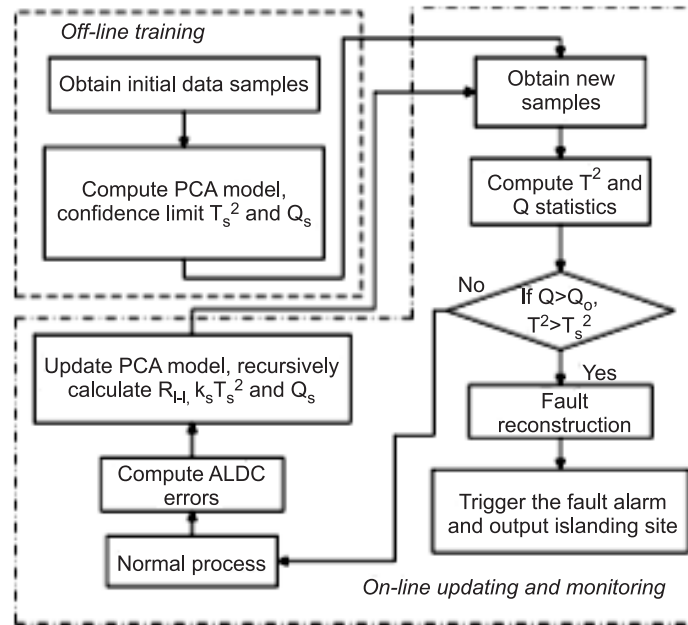 Off-line training
Obtain initial data samples
Compute PCA model,
confidence limit Tₛ² and Qₛ
Obtain new
samples
Compute T² and
Q statistics
If Q>Qₒ,
T²>Tₛ²
No
Yes
Fault
reconstruction
Trigger the fault alarm
and output islanding site
Normal process
Compute ALDC
errors
Update PCA model, recursively
calculate R_{l-l}, kₛTₛ² and Qₛ
On-line updating and monitoring